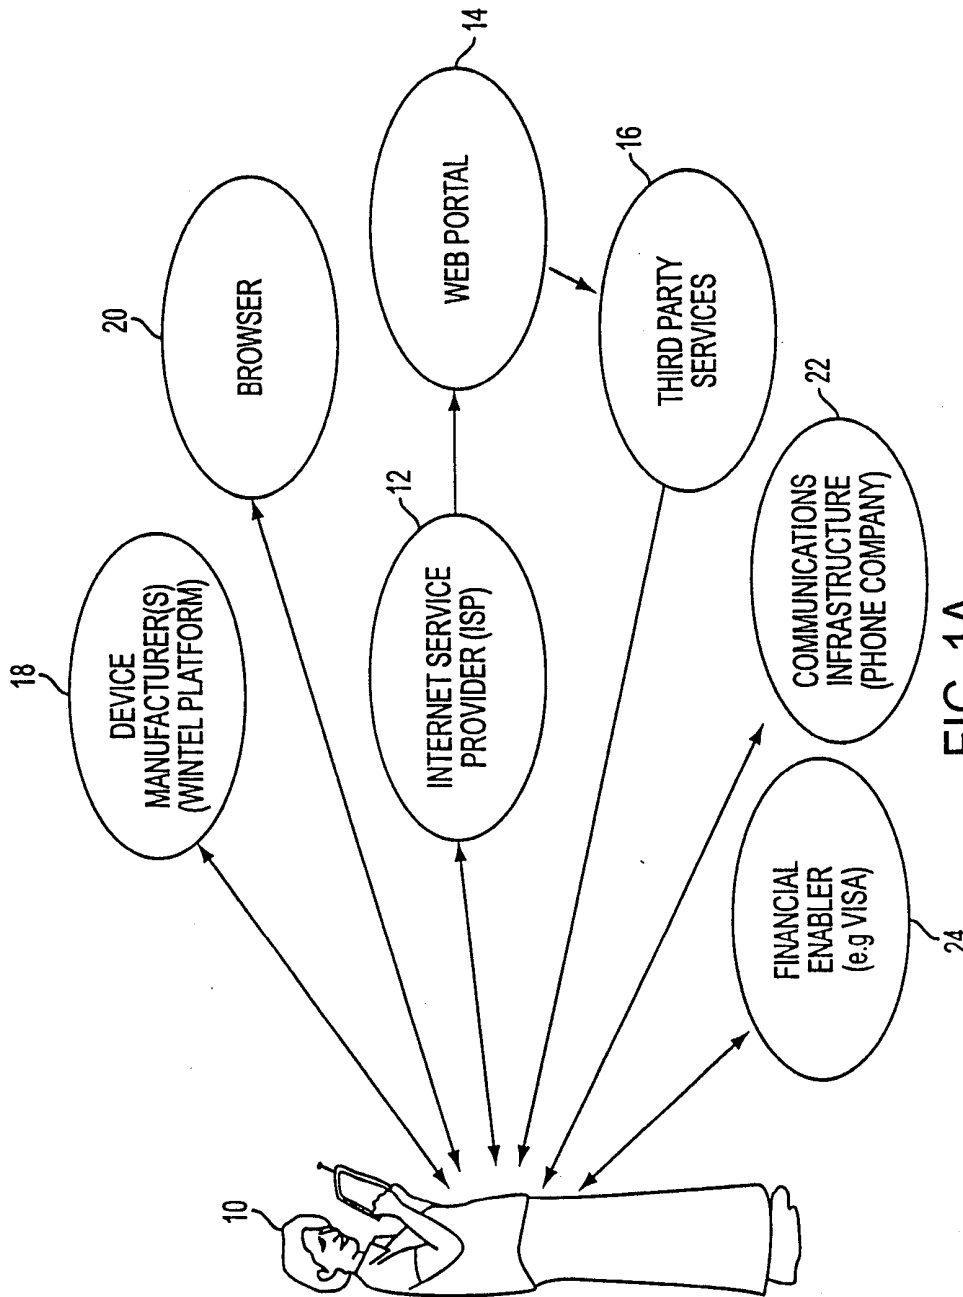 10
18
DEVICE
MANUFACTURER(S)
(WINTEL PLATFORM)
20
BROWSER
12
INTERNET SERVICE
PROVIDER (ISP)
14
WEB PORTAL
16
THIRD PARTY
SERVICES
22
COMMUNICATIONS
INFRASTRUCTURE
(PHONE COMPANY)
FINANCIAL
ENABLER
(e.g VISA)
24
FIG. 1A